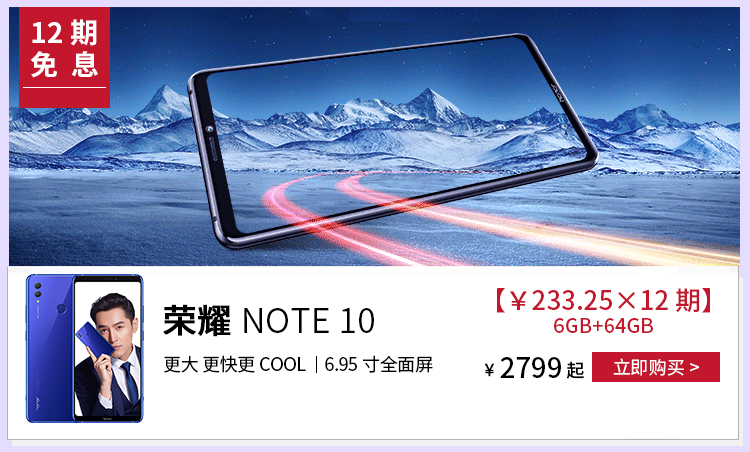 12 期
免 息
荣耀 NOTE 10
更大 更快更 COOL｜6.95 寸全面屏
【￥233.25×12 期】
6GB+64GB
￥2799 起
立即购买 >